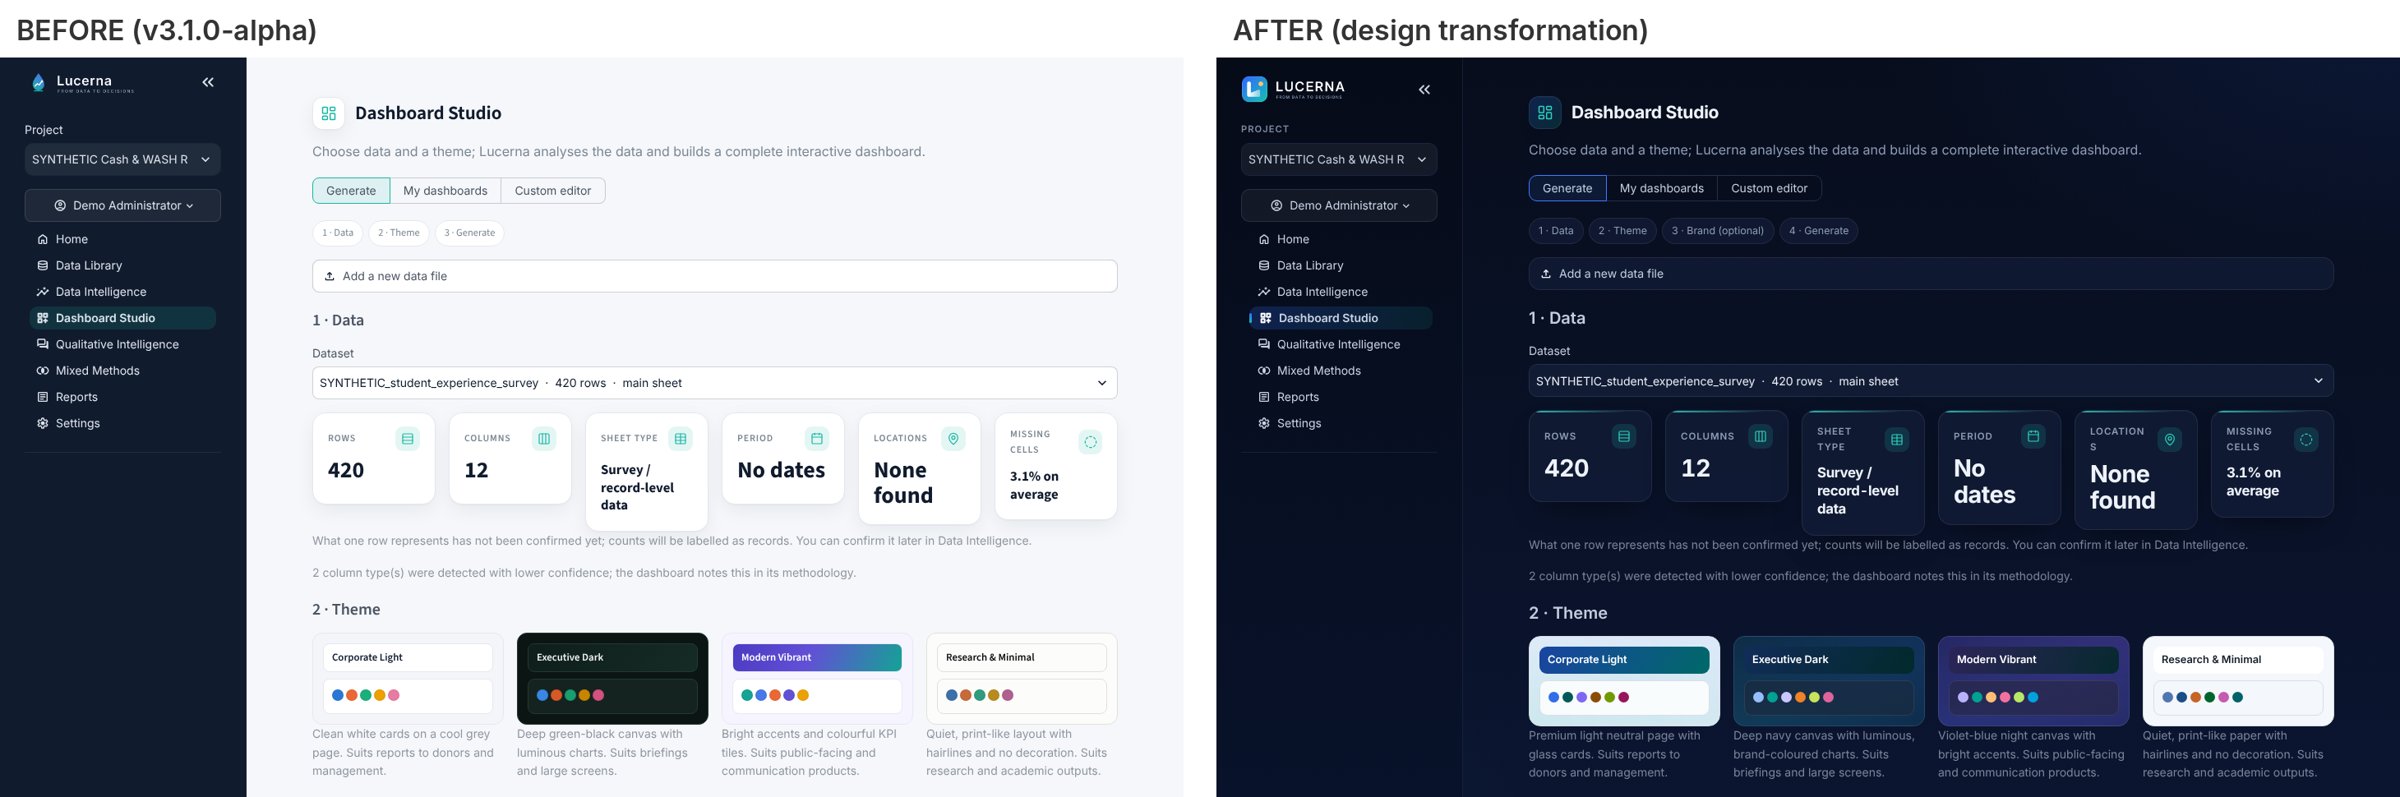 BEFORE (v3.1.0-alpha)
Lucerna
FROM DATA TO DECISIONS
Project
SYNTHETIC Cash & WASH R
Demo Administrator
Home
Data Library
Data Intelligence
Dashboard Studio
Qualitative Intelligence
Mixed Methods
Reports
Settings
Dashboard Studio
Choose data and a theme; Lucerna analyses the data and builds a complete interactive dashboard.
Generate
My dashboards
Custom editor
1 · Data
2 · Theme
3 · Generate
Add a new data file
1 · Data
Dataset
SYNTHETIC_student_experience_survey · 420 rows · main sheet
ROWS
420
COLUMNS
12
SHEET TYPE
Survey /
record-level
data
PERIOD
No dates
LOCATIONS
None
found
MISSING
CELLS
3.1% on
average
What one row represents has not been confirmed yet; counts will be labelled as records. You can confirm it later in Data Intelligence.
2 column type(s) were detected with lower confidence; the dashboard notes this in its methodology.
2 · Theme
Corporate Light
Clean white cards on a cool grey
page. Suits reports to donors and
management.
Executive Dark
Deep green-black canvas with
luminous charts. Suits briefings
and large screens.
Modern Vibrant
Bright accents and colourful KPI
tiles. Suits public-facing and
communication products.
Research & Minimal
Quiet, print-like layout with
hairlines and no decoration. Suits
research and academic outputs.
AFTER (design transformation)
LUCERNA
FROM DATA TO DECISIONS
PROJECT
SYNTHETIC Cash & WASH R
Demo Administrator
Home
Data Library
Data Intelligence
Dashboard Studio
Qualitative Intelligence
Mixed Methods
Reports
Settings
Dashboard Studio
Choose data and a theme; Lucerna analyses the data and builds a complete interactive dashboard.
Generate
My dashboards
Custom editor
1 · Data
2 · Theme
3 · Brand (optional)
4 · Generate
Add a new data file
1 · Data
Dataset
SYNTHETIC_student_experience_survey · 420 rows · main sheet
ROWS
420
COLUMNS
12
SHEET
TYPE
Survey /
record-level
data
PERIOD
No
dates
LOCATION
S
None
found
MISSING
CELLS
3.1% on
average
What one row represents has not been confirmed yet; counts will be labelled as records. You can confirm it later in Data Intelligence.
2 column type(s) were detected with lower confidence; the dashboard notes this in its methodology.
2 · Theme
Corporate Light
Premium light neutral page with
glass cards. Suits reports to
donors and management.
Executive Dark
Deep navy canvas with luminous,
brand-coloured charts. Suits
briefings and large screens.
Modern Vibrant
Violet-blue night canvas with
bright accents. Suits public-facing
and communication products.
Research & Minimal
Quiet, print-like paper with
hairlines and no decoration. Suits
research and academic outputs.